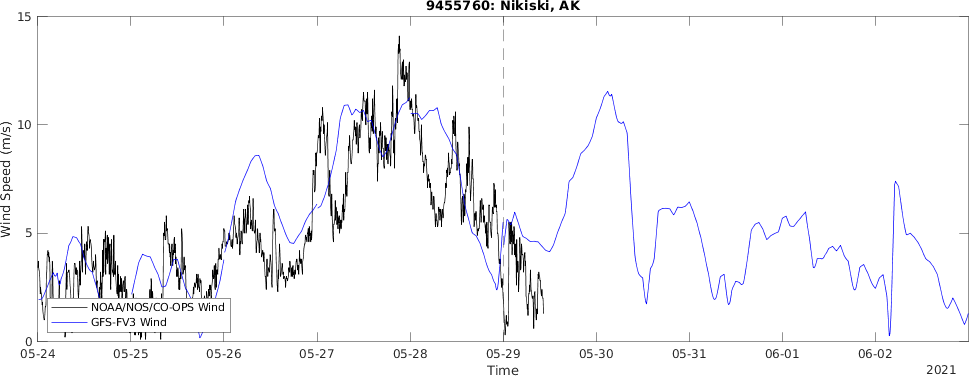 9455760: Nikiski, AK
Wind Speed (m/s)
15
10
5
0
NOAA/NOS/CO-OPS Wind
GFS-FV3 Wind
05-24 05-25 05-26 05-27 05-28 05-29 05-30 05-31 06-01 06-02
Time
2021